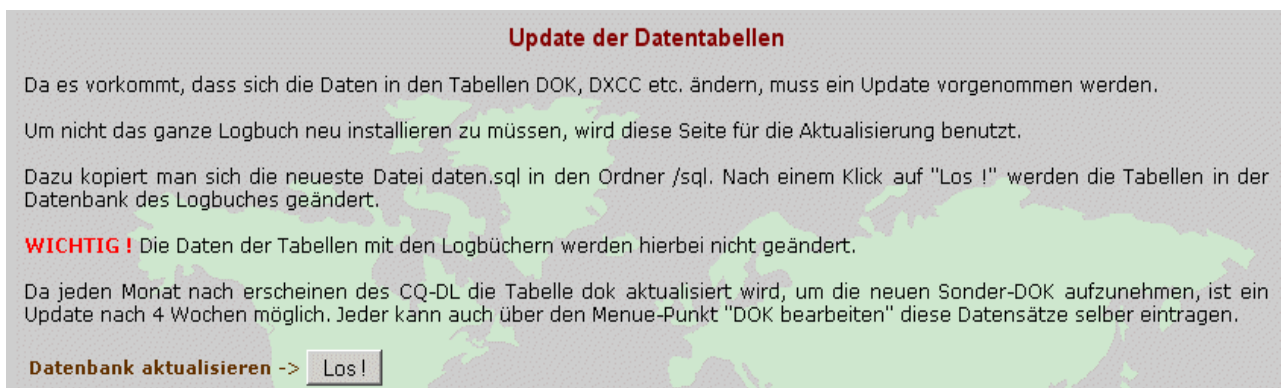 Update der Datentabellen
Da es vorkommt, dass sich die Daten in den Tabellen DOK, DXCC etc. ändern, muss ein Update vorgenommen werden.
Um nicht das ganze Logbuch neu installieren zu müssen, wird diese Seite für die Aktualisierung benutzt.
Dazu kopiert man sich die neueste Datei daten.sql in den Ordner /sql. Nach einem Klick auf "Los !" werden die Tabellen in der
Datenbank des Logbuches geändert.
WICHTIG ! Die Daten der Tabellen mit den Logbüchern werden hierbei nicht geändert.
Da jeden Monat nach erscheinen des CQ-DL die Tabelle dok aktualisiert wird, um die neuen Sonder-DOK aufzunehmen, ist ein
Update nach 4 Wochen möglich. Jeder kann auch über den Menue-Punkt "DOK bearbeiten" diese Datensätze selber eintragen.
Datenbank aktualisieren -> Los !